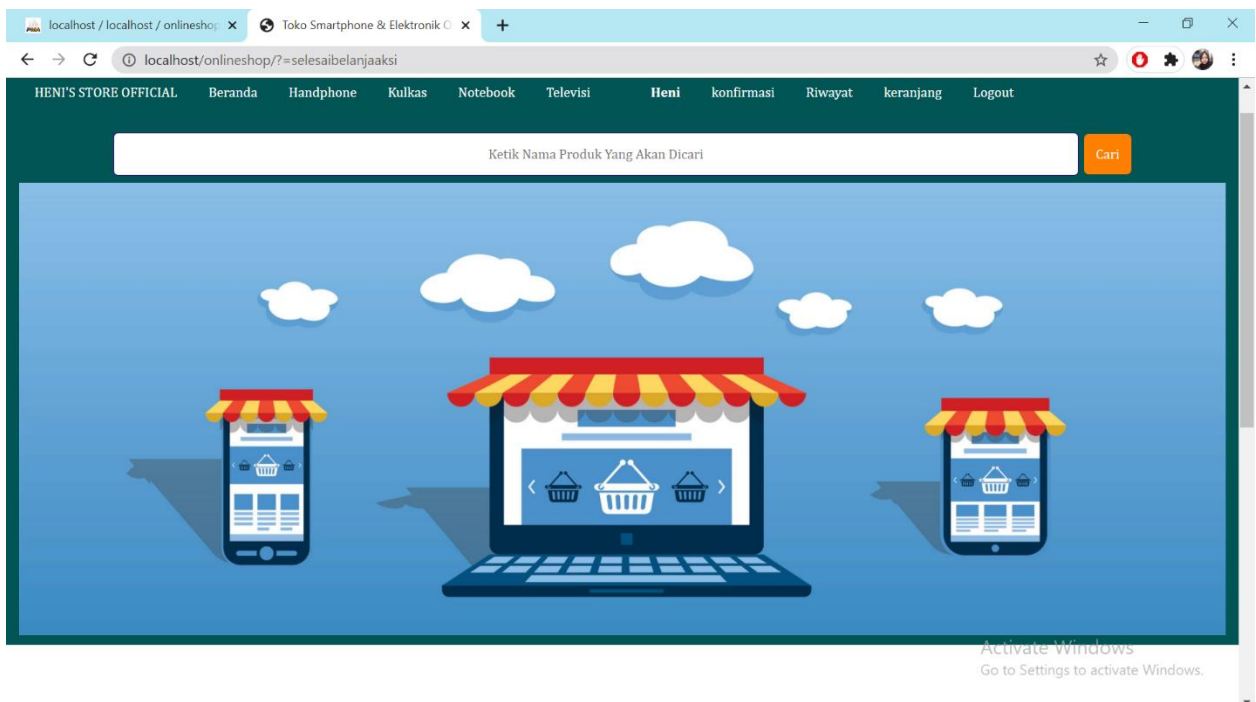 localhost / localhost / onlineshop
Toko Smartphone & Elektronik O
localhost/onlineshop/?=selesaibelanjaaksi
HENI'S STORE OFFICIAL Beranda Handphone Kulkas Notebook Televisi Heni konfirmasi Riwayat keranjang Logout
Ketik Nama Produk Yang Akan Dicari Cari
Activate Windows
Go to Settings to activate Windows.